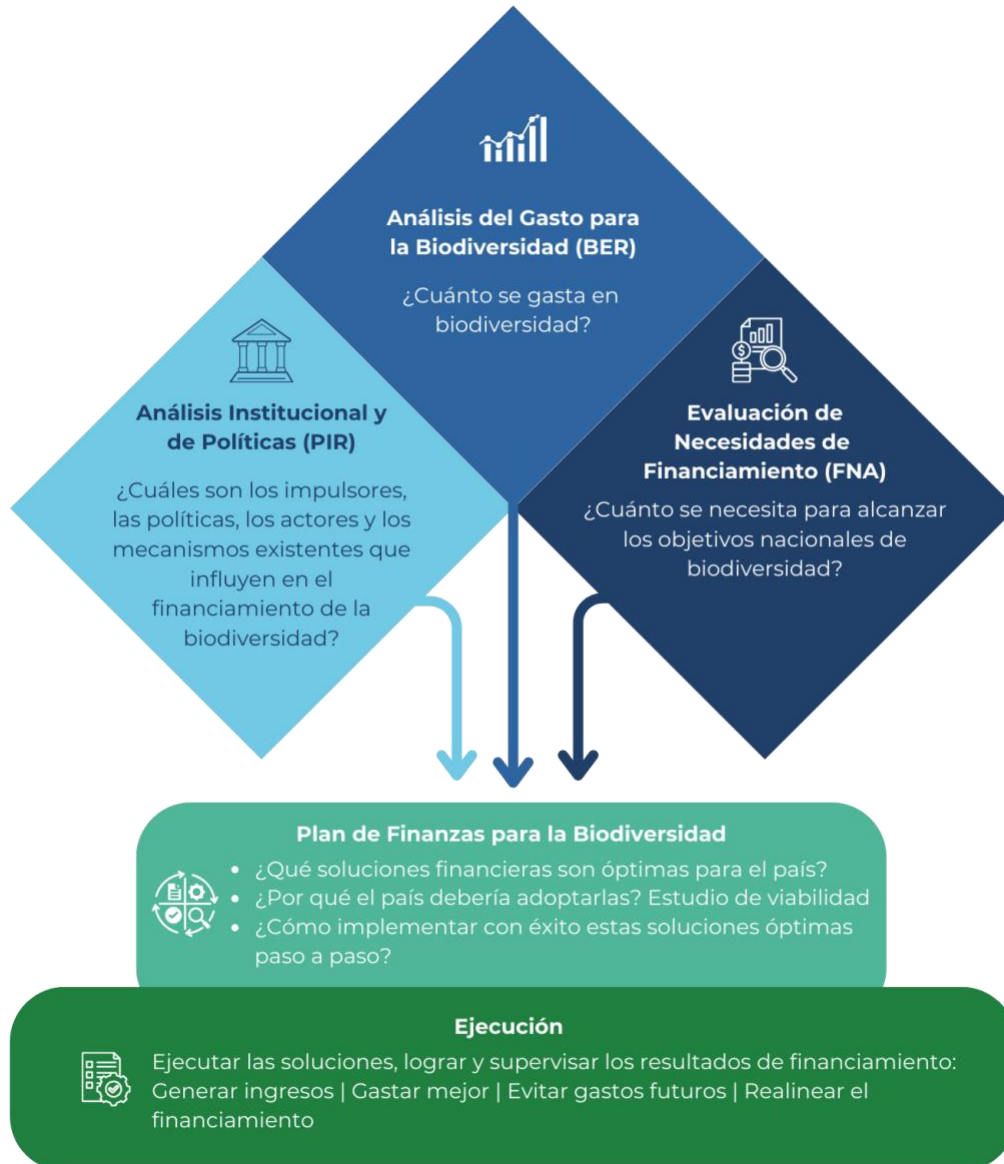 Análisis del Gasto para
la Biodiversidad (BER)
¿Cuánto se gasta en
biodiversidad?
Análisis Institucional y
de Políticas (PIR)
¿Cuáles son los impulsores,
las políticas, los actores y los
mecanismos existentes que
influyen en el
financiamiento de la
biodiversidad?
Evaluación de
Necesidades de
Financiamiento (FNA)
¿Cuánto se necesita para alcanzar
los objetivos nacionales de
biodiversidad?
Plan de Finanzas para la Biodiversidad
• ¿Qué soluciones financieras son óptimas para el país?
• ¿Por qué el país debería adoptarlas? Estudio de viabilidad
• ¿Cómo implementar con éxito estas soluciones óptimas
paso a paso?
Ejecución
Ejecutar las soluciones, lograr y supervisar los resultados de financiamiento:
Generar ingresos | Gastar mejor | Evitar gastos futuros | Realinear el
financiamiento